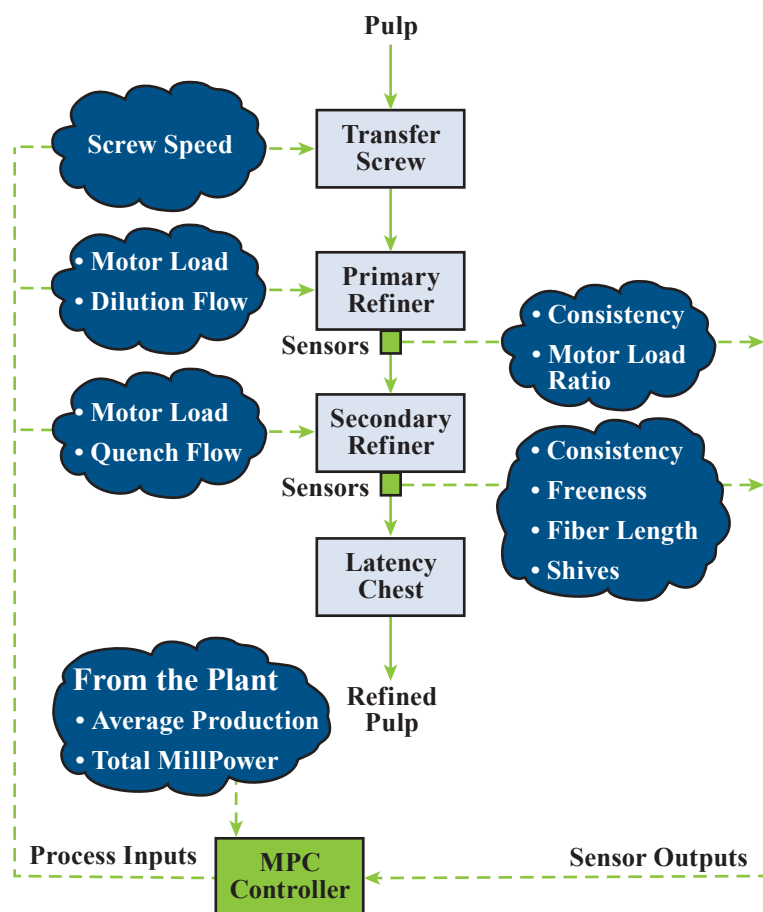 Pulp
Screw Speed
Transfer
Screw
• Motor Load
• Dilution Flow
Primary
Refiner
Sensors
• Consistency
• Motor Load
Ratio
• Motor Load
• Quench Flow
Secondary
Refiner
Sensors
• Consistency
• Freeness
• Fiber Length
• Shives
Latency
Chest
Refined
Pulp
From the Plant
• Average Production
• Total MillPower
Process Inputs
MPC
Controller
Sensor Outputs